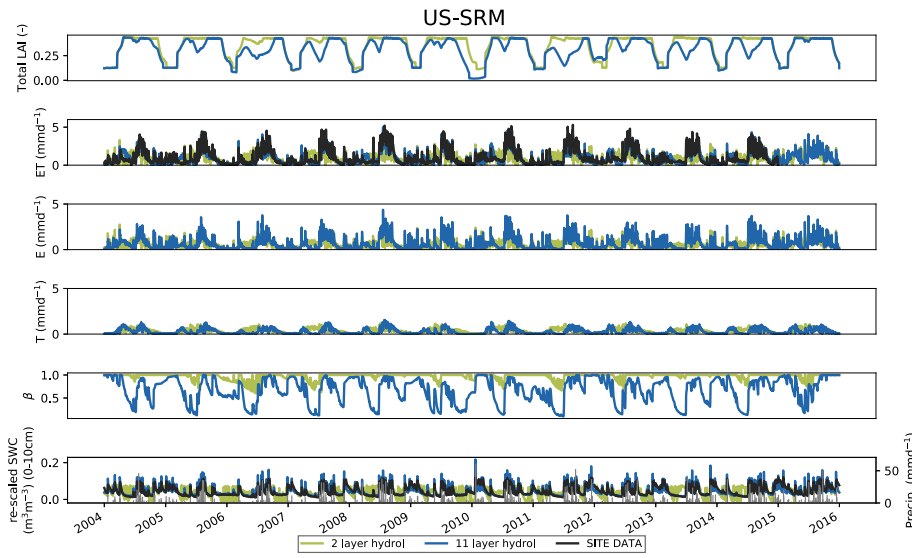 US-SRM
Total LAI (-)
0.25
0.00
ET (mmd⁻¹)
5
0
E (mmd⁻¹)
5
0
T (mmd⁻¹)
5
0
β
1.0
0.5
re-scaled SWC
(m³m⁻³) (0-10cm)
0.2
0.0
Precip. (mmd⁻¹)
50
0
2004 2005 2006 2007 2008 2009 2010 2011 2012 2013 2014 2015 2016
2 layer hydrol 11 layer hydrol SITE DATA